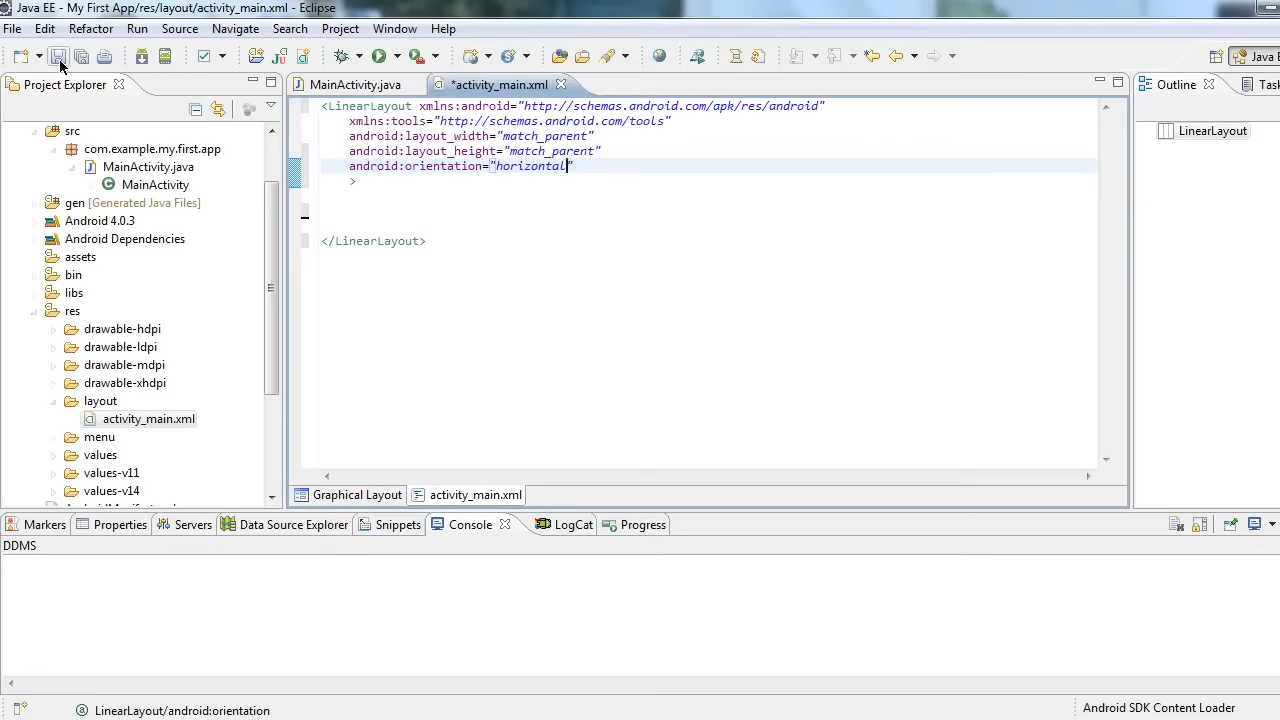 Java EE - My First App/res/layout/activity_main.xml - Eclipse
File Edit Refactor Run Source Navigate Search Project Window Help
Java E
Project Explorer
MainActivity.java
*activity_main.xml
Outline
Task
src
com.example.my.first.app
MainActivity.java
MainActivity
gen [Generated Java Files]
Android 4.0.3
Android Dependencies
assets
bin
libs
res
drawable-hdpi
drawable-ldpi
drawable-mdpi
drawable-xhdpi
layout
activity_main.xml
menu
values
values-v11
values-v14
<LinearLayout xmlns:android="http://schemas.android.com/apk/res/android"
xmlns:tools="http://schemas.android.com/tools"
android:layout_width="match_parent"
android:layout_height="match_parent"
android:orientation="horizontal"
>
</LinearLayout>
LinearLayout
Graphical Layout
activity_main.xml
Markers Properties Servers Data Source Explorer Snippets Console LogCat Progress
DDMS
LinearLayout/android:orientation
Android SDK Content Loader